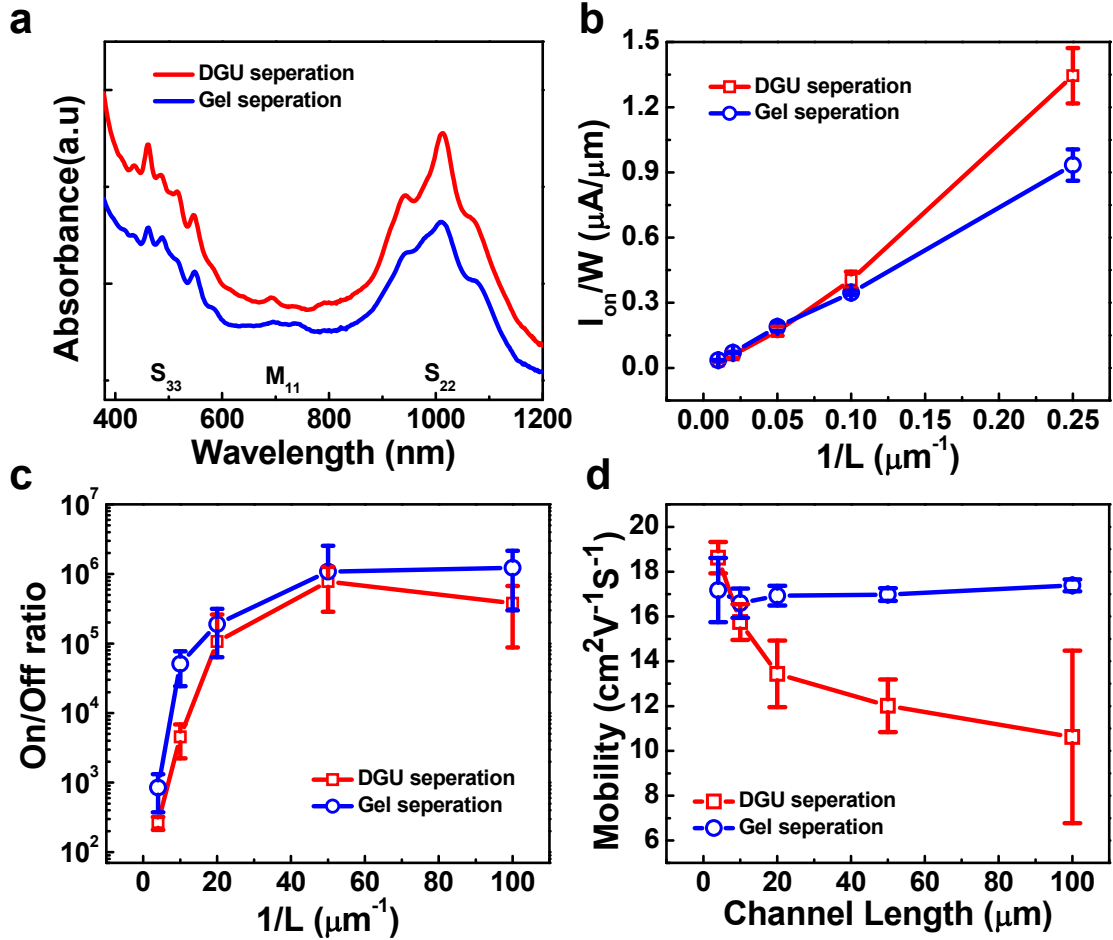 a
DGU seperation
Gel seperation
Absorbance(a.u)
S33
M11
S22
400 600 800 1000 1200
Wavelength (nm)
b
DGU seperation
Gel seperation
Ion/W (μA/μm)
1.5
1.2
0.9
0.6
0.3
0.0
0.00 0.05 0.10 0.15 0.20 0.25
1/L (μm-1)
c
On/Off ratio
10^7
10^6
10^5
10^4
10^3
10^2
DGU seperation
Gel seperation
0 20 40 60 80 100
1/L (μm-1)
d
Mobility (cm2V-1S-1)
20
18
16
14
12
10
8
6
DGU seperation
Gel seperation
0 20 40 60 80 100
Channel Length (μm)